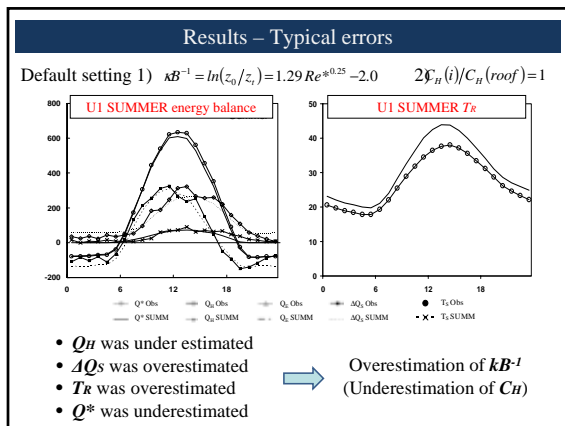 Results – Typical errors
Default setting 1) κB⁻¹ = ln(z₀/zₜ) = 1.29 Re*⁰·²⁵ − 2.0 2) C_H(i)/C_H(roof) = 1
U1 SUMMER energy balance
U1 SUMMER T_R
800
600
400
200
0
-200
0 6 12 18
50
40
30
20
10
0
0 6 12 18
Q* Obs Q_H Obs Q_E Obs ΔQ_S Obs T_S Obs
Q* SUMM Q_H SUMM Q_E SUMM ΔQ_S SUMM T_S SUMM
• Q_H was under estimated
• ΔQ_S was overestimated
• T_R was overestimated
• Q* was underestimated
Overestimation of kB⁻¹
(Underestimation of C_H)